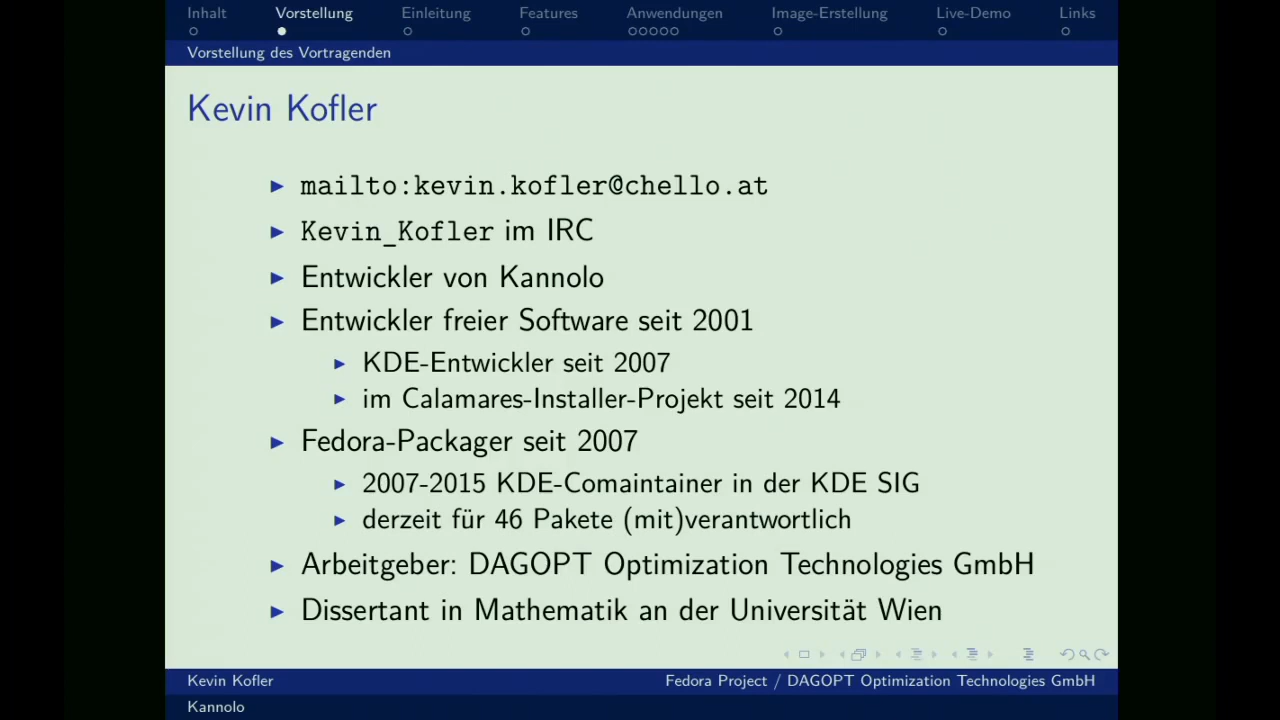 Inhalt Vorstellung Einleitung Features Anwendungen Image-Erstellung Live-Demo Links
Vorstellung des Vortragenden
Kevin Kofler
mailto:kevin.kofler@chello.at
Kevin_Kofler im IRC
Entwickler von Kannolo
Entwickler freier Software seit 2001
KDE-Entwickler seit 2007
im Calamares-Installer-Projekt seit 2014
Fedora-Packager seit 2007
2007-2015 KDE-Comaintainer in der KDE SIG
derzeit für 46 Pakete (mit)verantwortlich
Arbeitgeber: DAGOPT Optimization Technologies GmbH
Dissertant in Mathematik an der Universität Wien
Kevin Kofler Fedora Project / DAGOPT Optimization Technologies GmbH
Kannolo